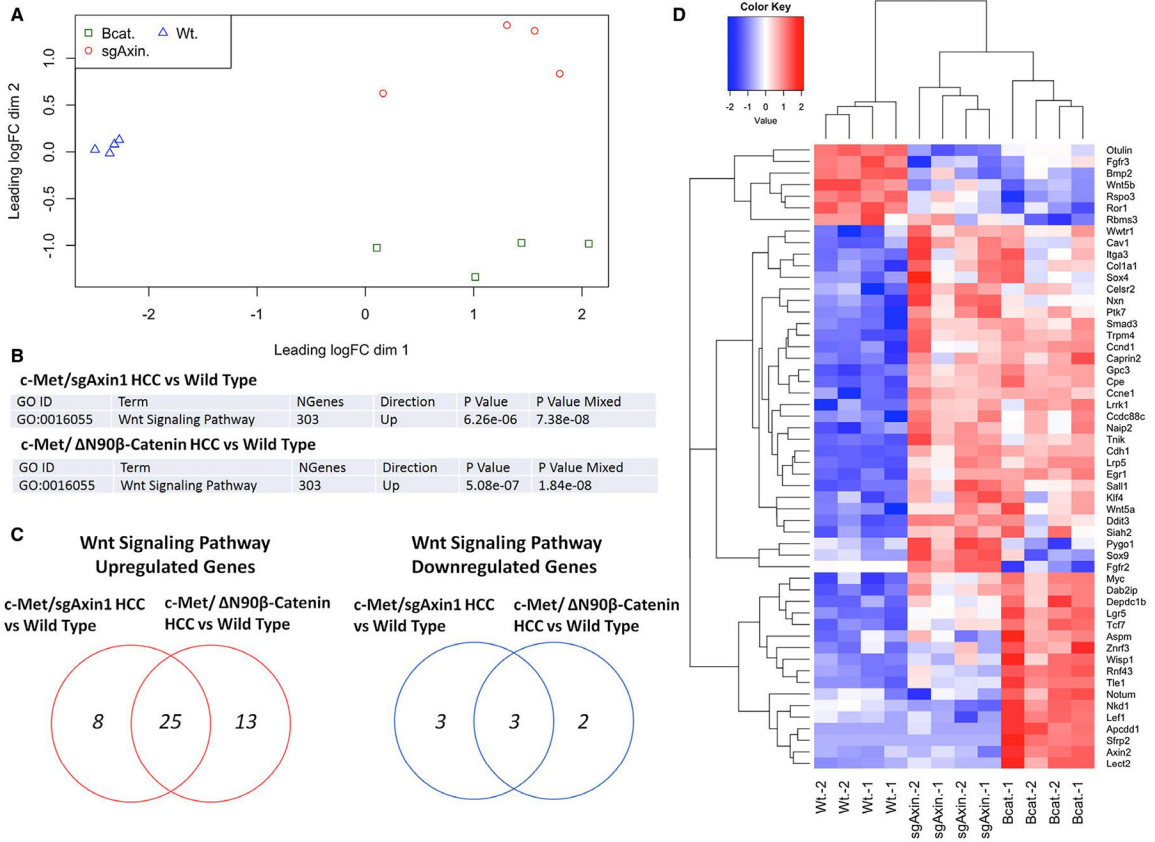 A
Bcat.
Wt.
sgAxin.
1.0
0.5
0.0
-0.5
-1.0
Leading logFC dim 2
-2
-1
0
1
2
Leading logFC dim 1
B
c-Met/sgAxin1 HCC vs Wild Type
GO ID Term NGenes Direction P Value P Value Mixed
GO:0016055 Wnt Signaling Pathway 303 Up 6.26e-06 7.38e-08
c-Met/ ΔN90β-Catenin HCC vs Wild Type
GO ID Term NGenes Direction P Value P Value Mixed
GO:0016055 Wnt Signaling Pathway 303 Up 5.08e-07 1.84e-08
C
Wnt Signaling Pathway
Upregulated Genes
c-Met/sgAxin1 HCC
vs Wild Type
c-Met/ ΔN90β-Catenin
HCC vs Wild Type
8
25
13
Wnt Signaling Pathway
Downregulated Genes
c-Met/sgAxin1 HCC
vs Wild Type
c-Met/ ΔN90β-Catenin
HCC vs Wild Type
3
3
2
D
Color Key
-2 -1 0 1 2
Value
Otulin
Fgfr3
Bmp2
Wnt5b
Rspo3
Ror1
Rbms3
Wwtr1
Cav1
Itga3
Col1a1
Sox4
Celsr2
Nxn
Ptk7
Smad3
Trpm4
Ccnd1
Caprin2
Gpc3
Cpe
Ccne1
Lrrk1
Ccdc88c
Naip2
Tnik
Cdh1
Lrp5
Egr1
Sall1
Klf4
Wnt5a
Ddit3
Siah2
Pygo1
Sox9
Fgfr2
Myc
Dab2ip
Depdc1b
Lgr5
Tcf7
Aspm
Znrf3
Wisp1
Rnf43
Tle1
Notum
Nkd1
Lef1
Apcdd1
Sfrp2
Axin2
Lect2
Wt.-2
Wt.-2
Wt.-1
Wt.-1
sgAxin.-2
sgAxin.-1
sgAxin.-2
sgAxin.-1
Bcat.-1
Bcat.-2
Bcat.-2
Bcat.-1